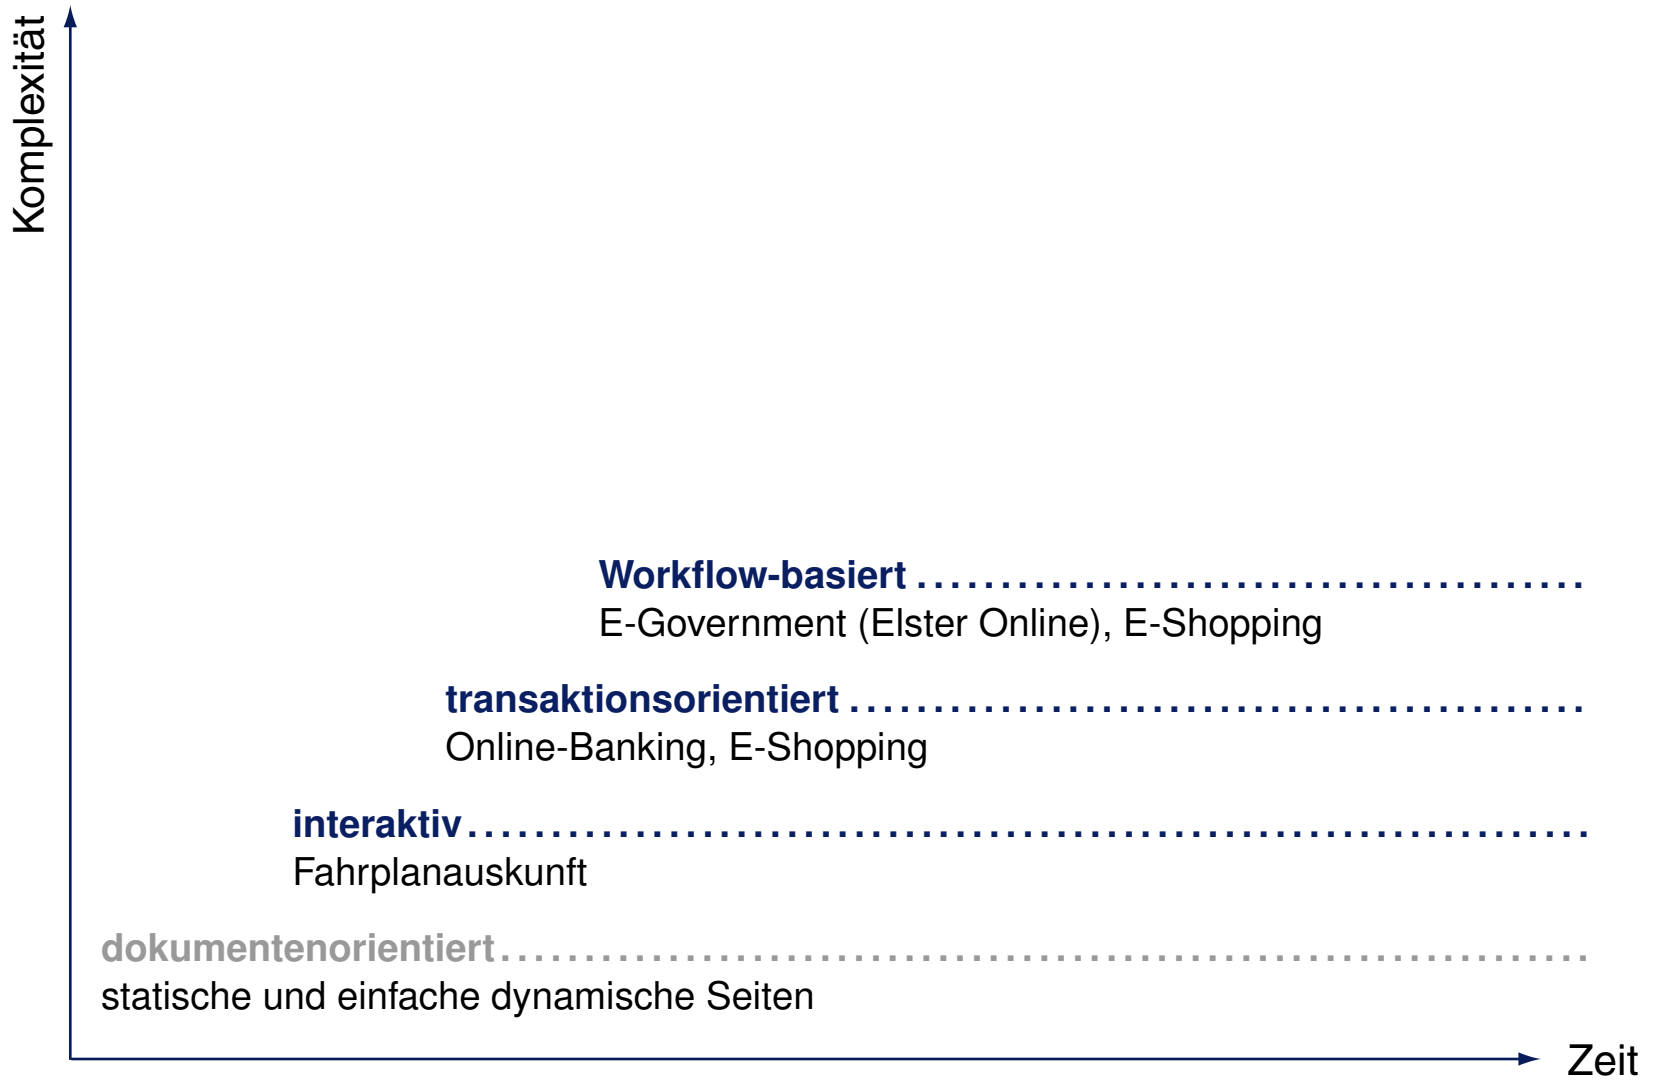 Komplexität
Workflow-basiert ........................................
E-Government (Elster Online), E-Shopping
transaktionsorientiert ............................................
Online-Banking, E-Shopping
interaktiv...................................................................
Fahrplanauskunft
dokumentenorientiert.................................................................
statische und einfache dynamische Seiten
Zeit